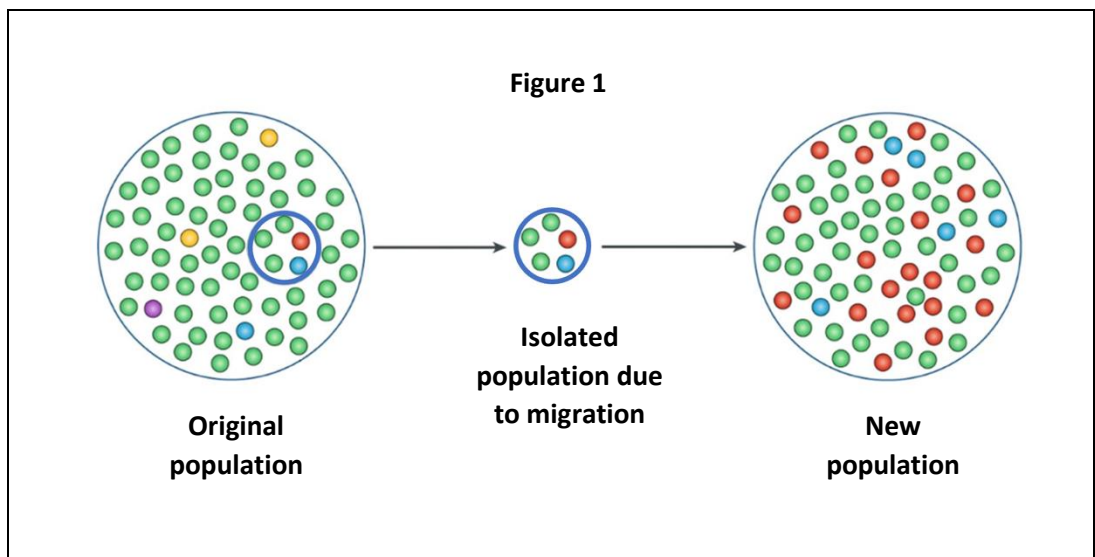 Figure 1
Original
population
Isolated
population due
to migration
New
population